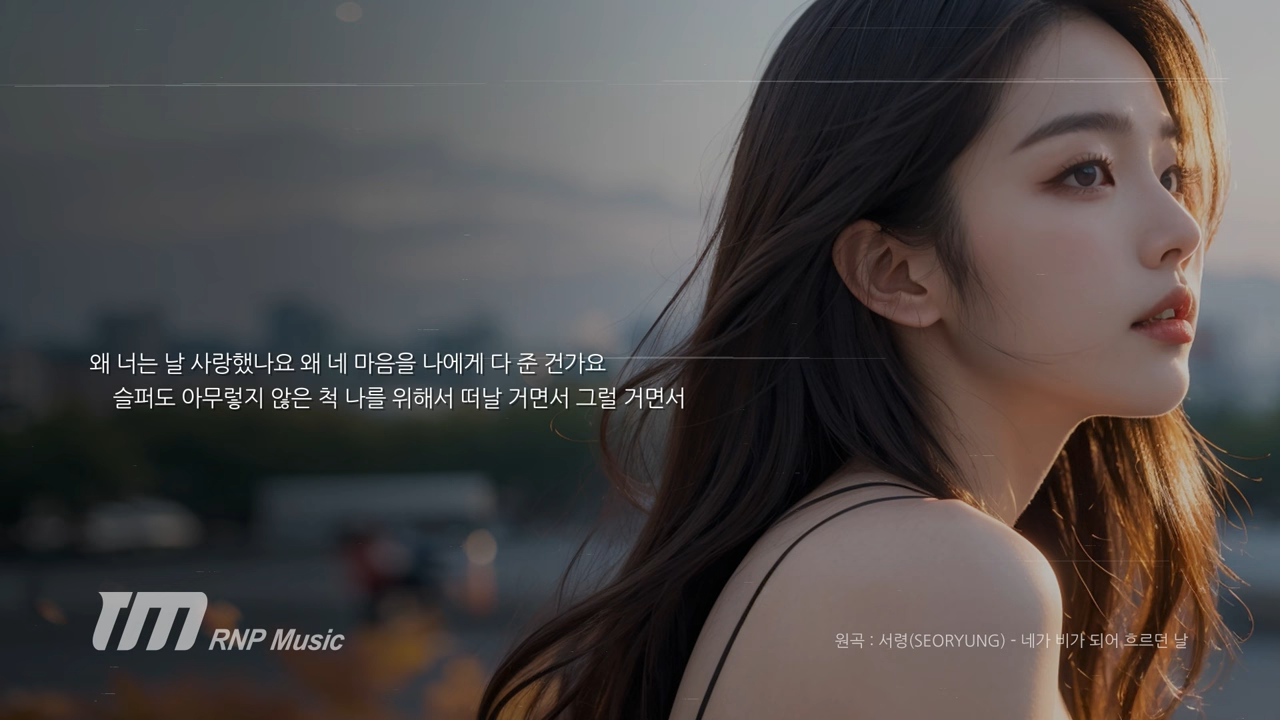 왜 너는 날 사랑했나요 왜 네 마음을 나에게 다 준 건가요
슬퍼도 아무렇지 않은 척 나를 위해서 떠날 거면서 그럴 거면서
RNP Music
원곡 : 서령(SEORYUNG) - 네가 비가 되어 흐르던 날